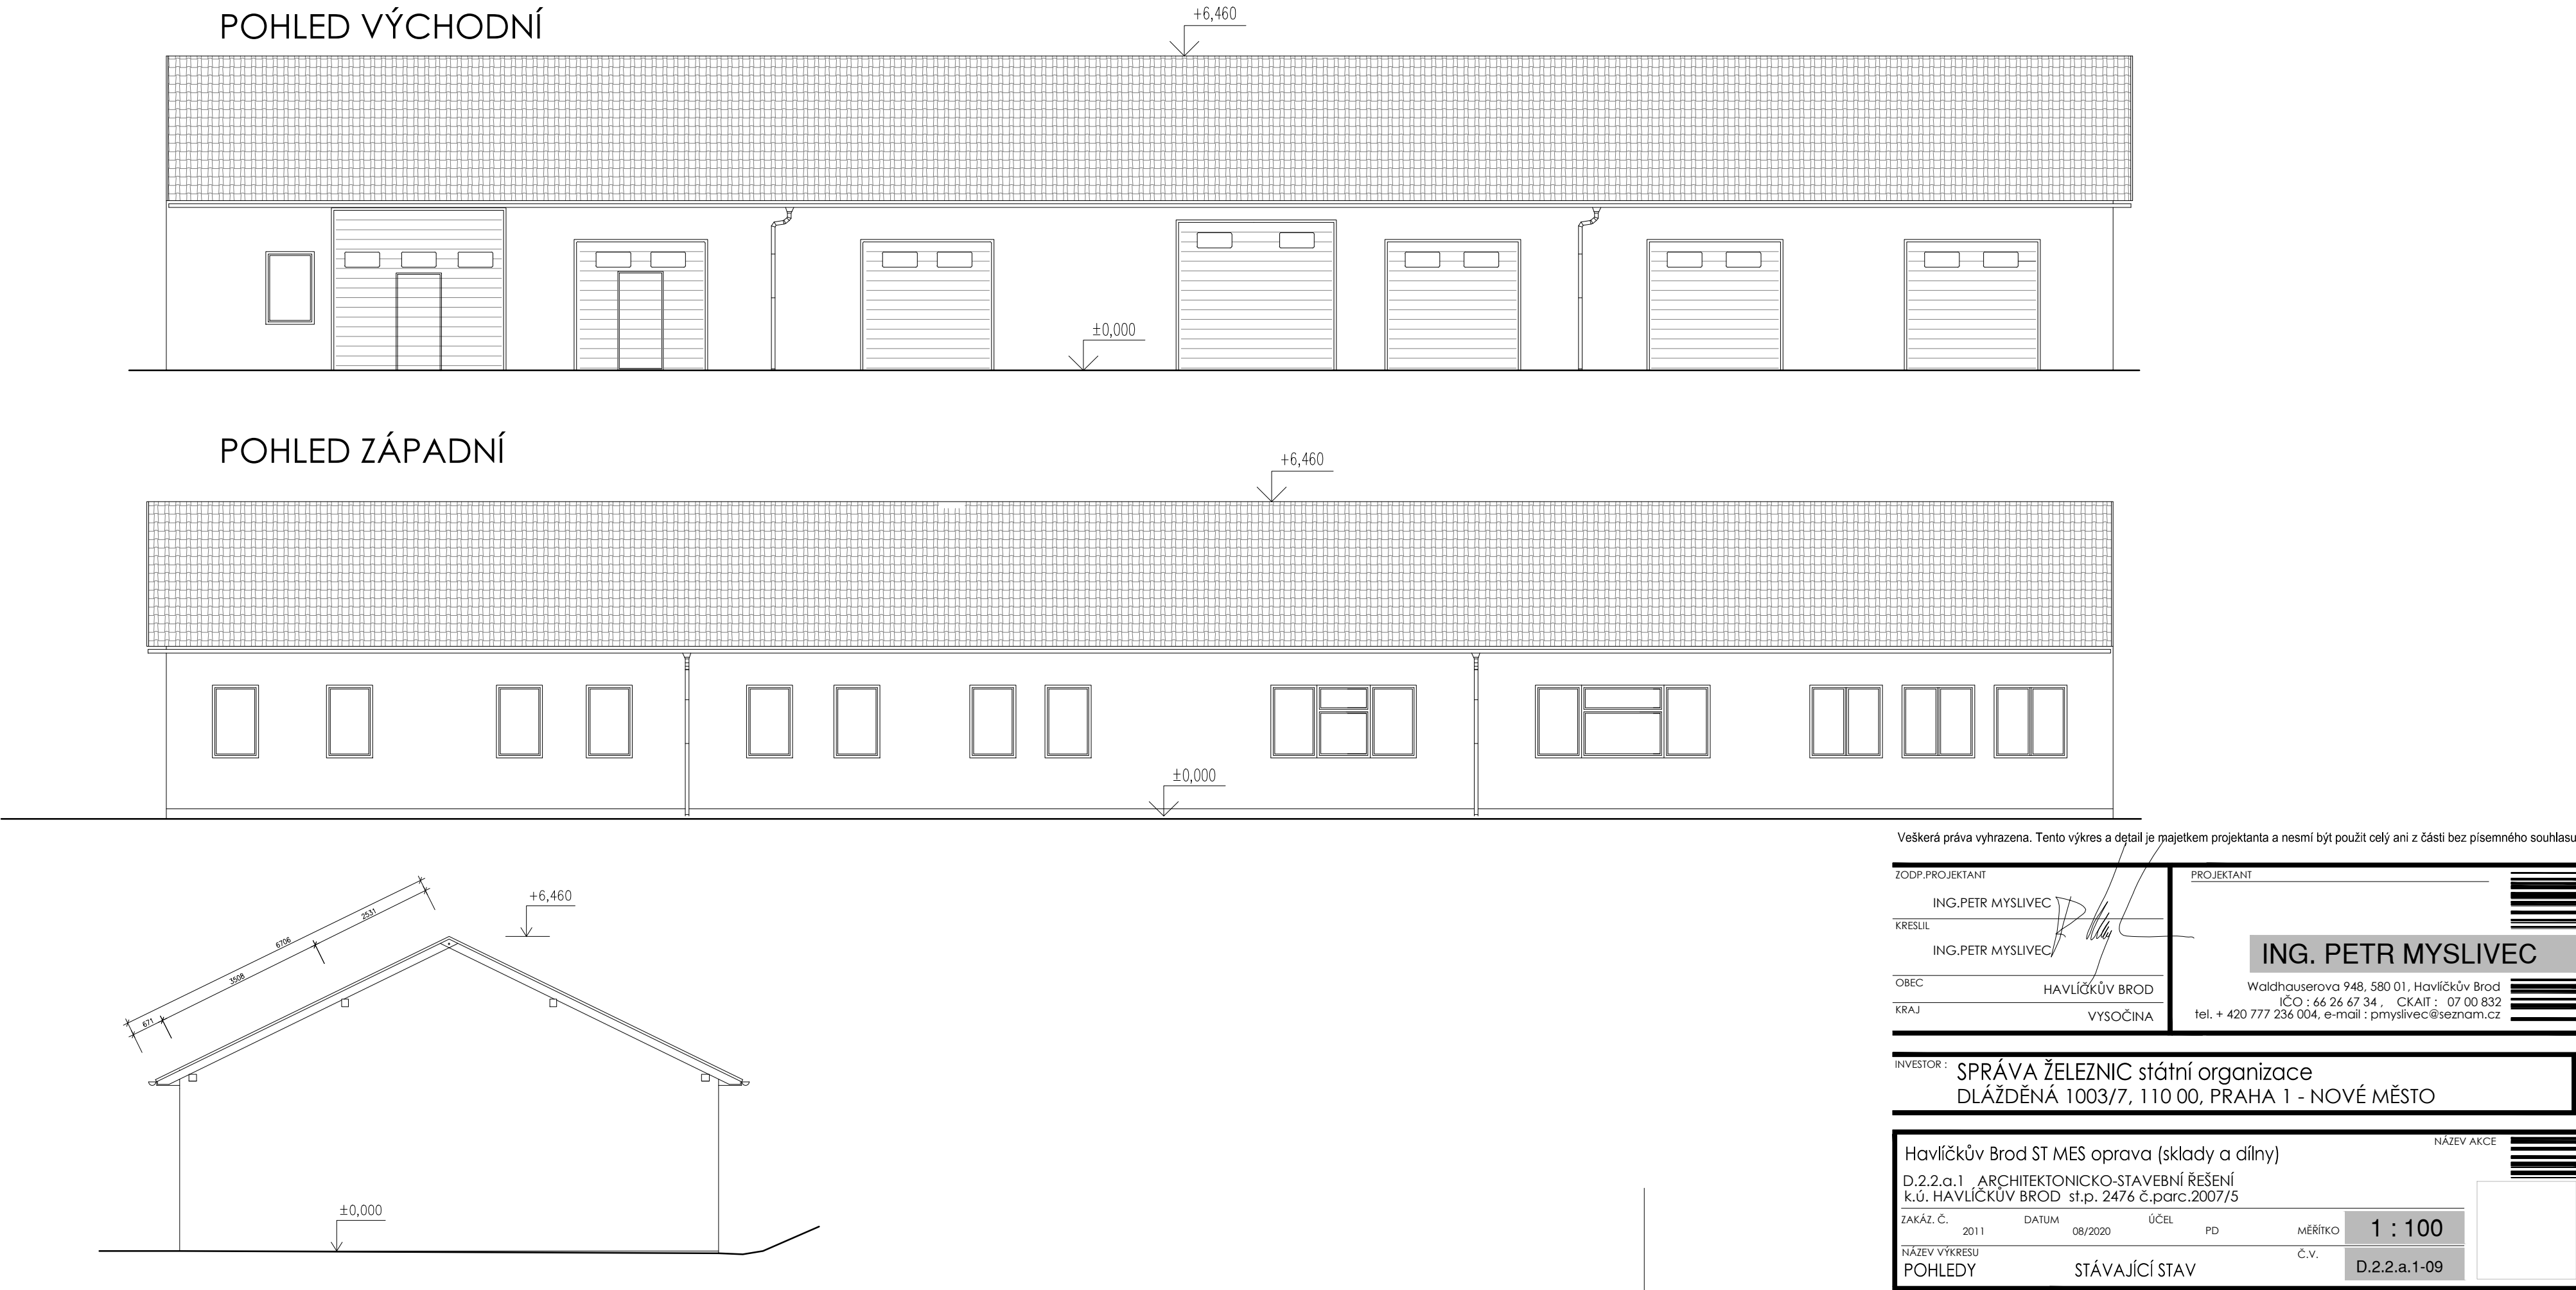 POHLED VÝCHODNÍ
+6,460
±0,000
POHLED ZÁPADNÍ
+6,460
±0,000
6706
2531
3508
671
+6,460
±0,000
Veškerá práva vyhrazena. Tento výkres a detail je majetkem projektanta a nesmí být použit celý ani z části bez písemného souhlasu
ZODP.PROJEKTANT
ING.PETR MYSLIVEC
KRESLIL
ING.PETR MYSLIVEC
OBEC
HAVLÍČKŮV BROD
KRAJ
VYSOČINA
PROJEKTANT
ING. PETR MYSLIVEC
Waldhauserova 948, 580 01, Havlíčkův Brod
IČO : 66 26 67 34 , CKAIT : 07 00 832
tel. + 420 777 236 004, e-mail : pmyslivec@seznam.cz
INVESTOR :
SPRÁVA ŽELEZNIC státní organizace
DLÁŽDĚNÁ 1003/7, 110 00, PRAHA 1 - NOVÉ MĚSTO
NÁZEV AKCE
Havlíčkův Brod ST MES oprava (sklady a dílny)
D.2.2.a.1 ARCHITEKTONICKO-STAVEBNÍ ŘEŠENÍ
k.ú. HAVLÍČKŮV BROD st.p. 2476 č.parc.2007/5
ZAKÁZ. Č. 2011 DATUM 08/2020 ÚČEL PD MĚŘÍTKO 1 : 100
NÁZEV VÝKRESU
POHLEDY STÁVAJÍCÍ STAV
Č.V. D.2.2.a.1-09